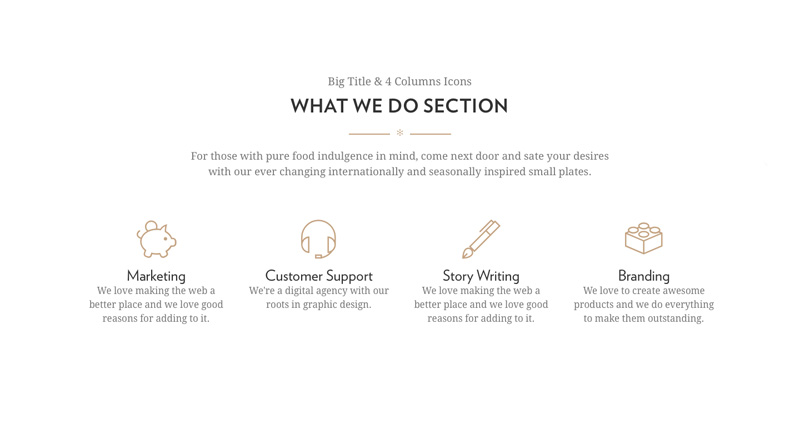 Big Title & 4 Columns Icons
WHAT WE DO SECTION
For those with pure food indulgence in mind, come next door and sate your desires
with our ever changing internationally and seasonally inspired small plates.
Marketing
We love making the web a
better place and we love good
reasons for adding to it.
Customer Support
We're a digital agency with our
roots in graphic design.
Story Writing
We love making the web a
better place and we love good
reasons for adding to it.
Branding
We love to create awesome
products and we do everything
to make them outstanding.